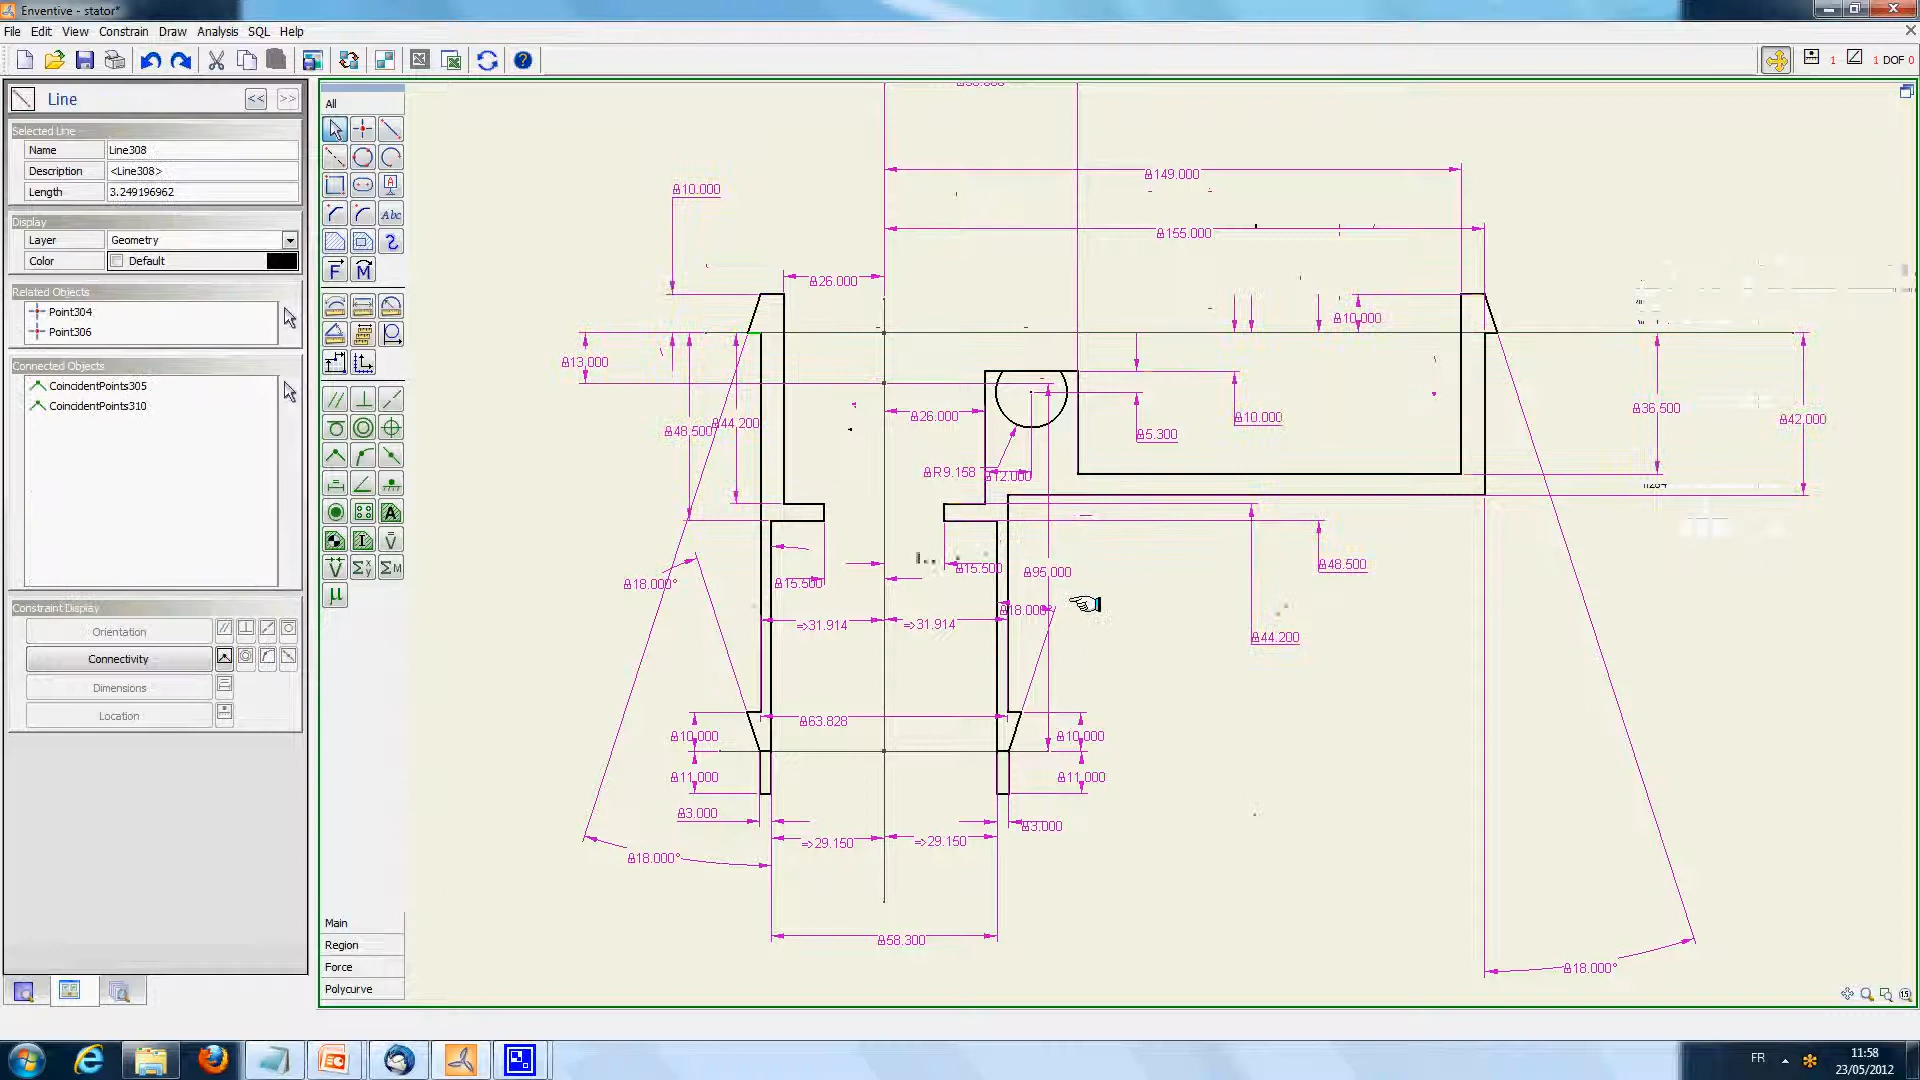 Enventive - stator*
File Edit View Constrain Draw Analysis SQL Help
1 1 DOF 0
Line << >>
Selected Line
Name Line308
Description <Line308>
Length 3.249196962
Display
Layer Geometry
Color Default
Related Objects
Point304
Point306
Connected Objects
CoincidentPoints305
CoincidentPoints310
Constraint Display
Orientation
Connectivity
Dimensions
Location
All
Abc
F M
Main
Region
Force
Polycurve
149.000
10.000
155.000
26.000
10.000
13.000
36.500
26.000
10.000
42.000
48.500
44.200
5.300
R9.158
12.000
48.500
15.500
15.500
95.000
18.000°
18.000°
=>31.914
=>31.914
44.200
63.828
10.000
10.000
11.000
11.000
3.000
3.000
=>29.150
=>29.150
18.000°
58.300
18.000°
FR
11:58
23/05/2012